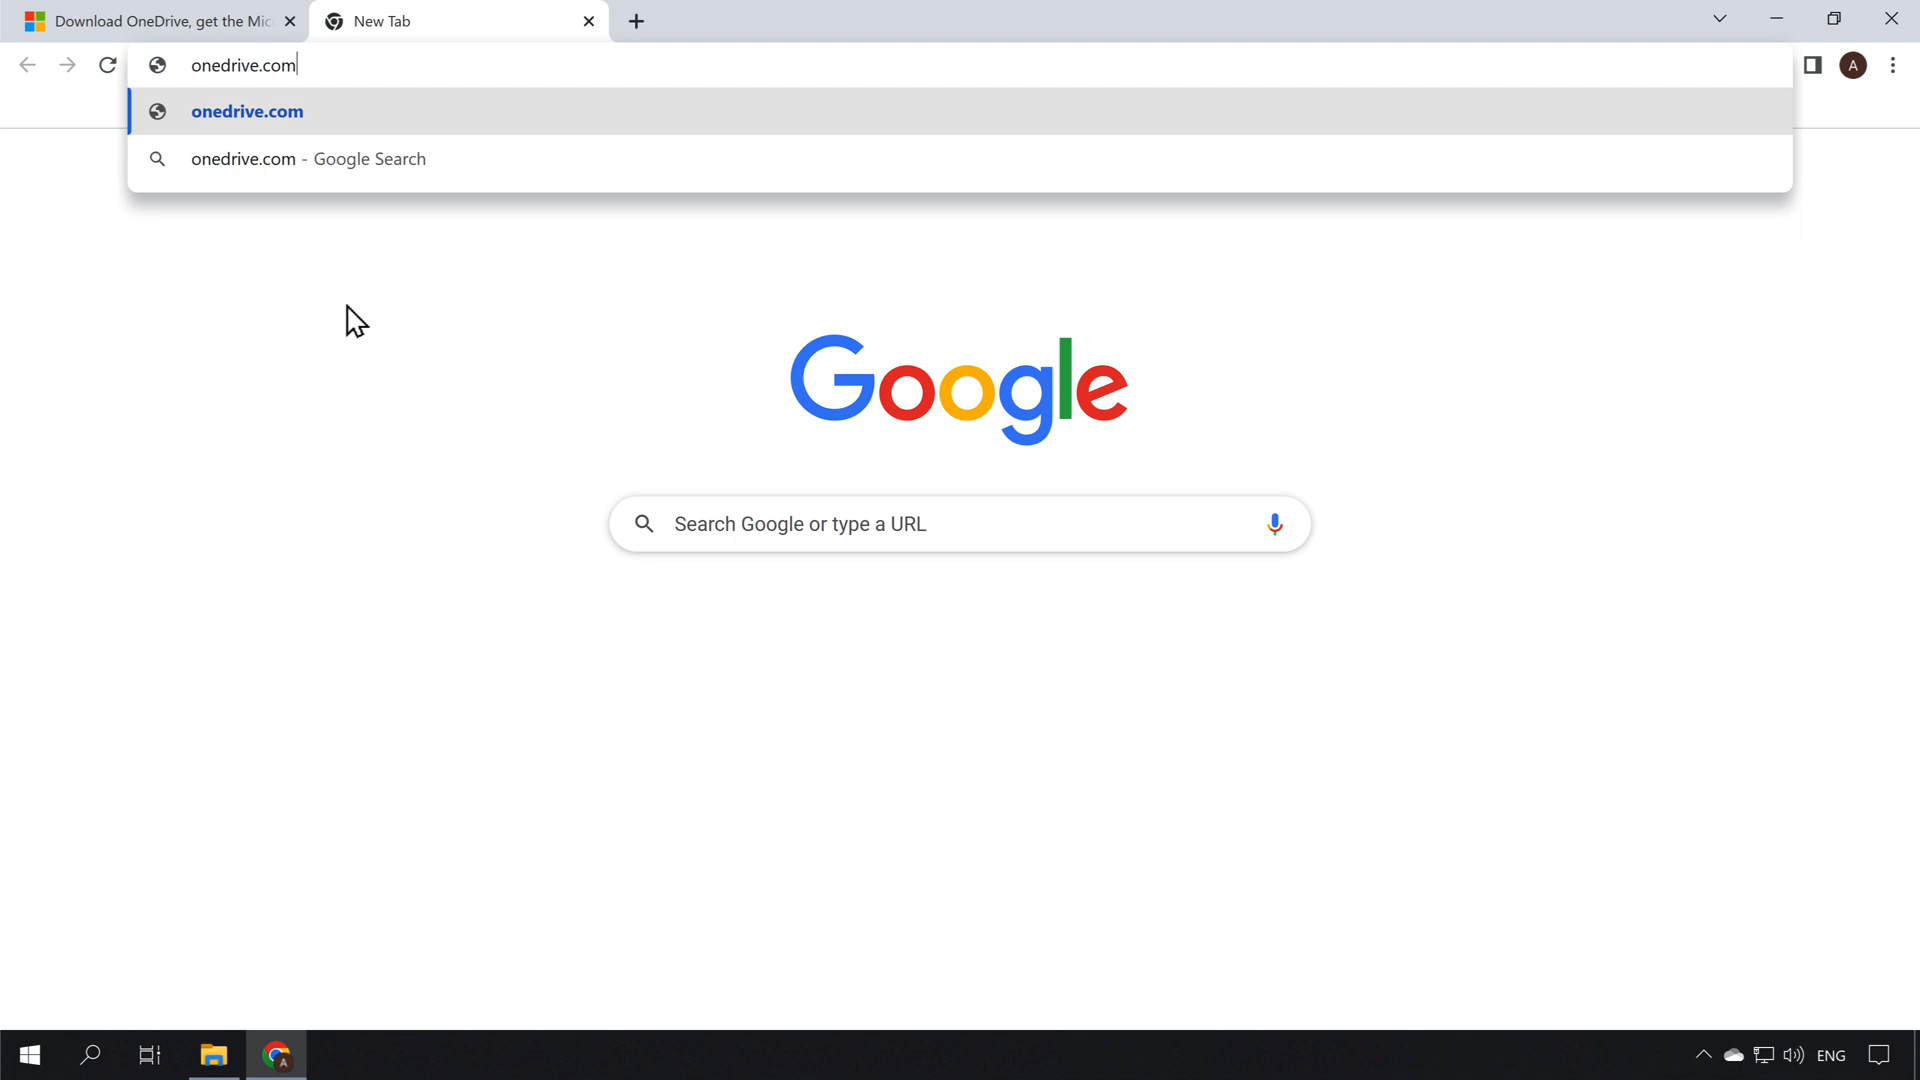 Download OneDrive, get the Mic
New Tab
onedrive.com
onedrive.com
onedrive.com - Google Search
A
Google
Search Google or type a URL
A
ENG